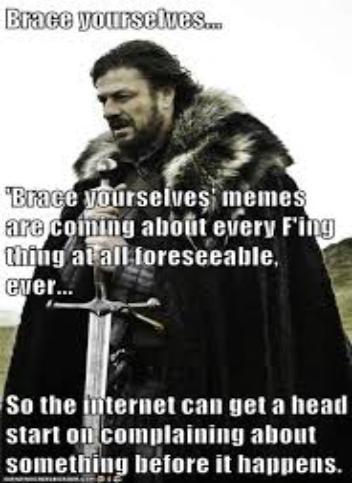 Brace yourselves...
'Brace yourselves' memes
are coming about every F'ing
thing at all foreseeable,
ever...
So the internet can get a head
start on complaining about
something before it happens.